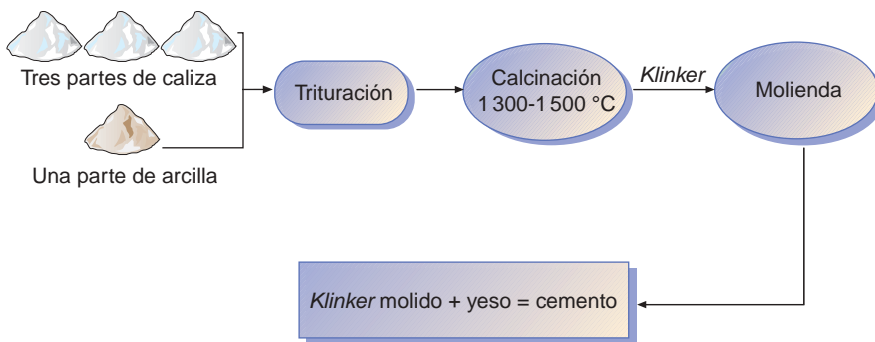 Tres partes de caliza
Una parte de arcilla
Trituración
Calcinación
1 300-1 500 °C
Klinker
Molienda
Klinker molido + yeso = cemento